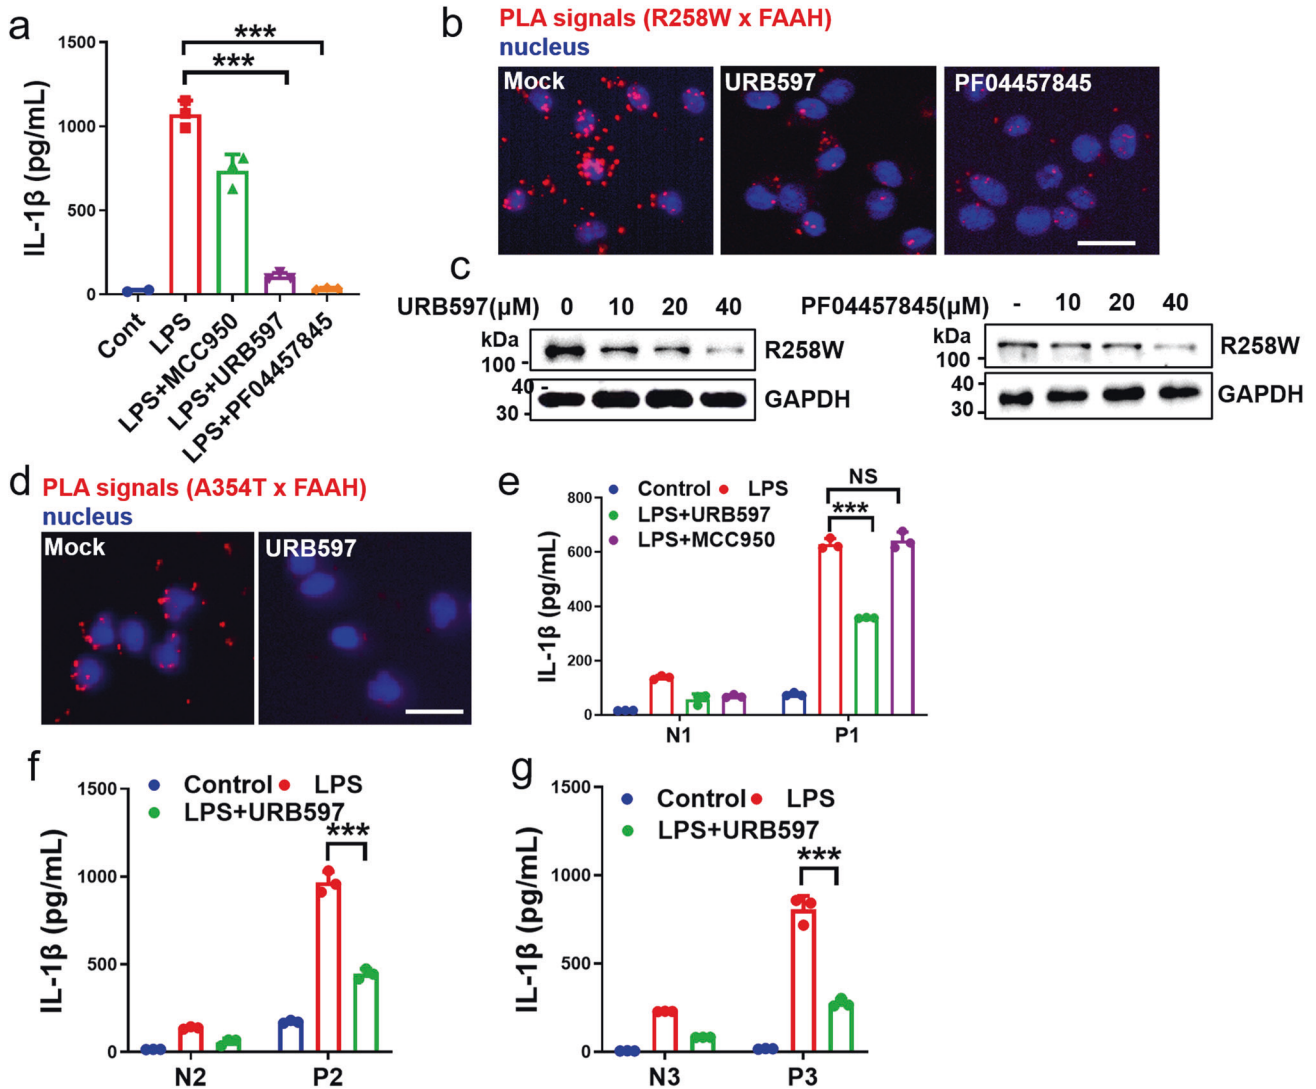 a
1500
1000
500
0
IL-1β (pg/mL)
***
***
Cont
LPS
LPS+MCC950
LPS+URB597
LPS+PF04457845
b
PLA signals (R258W x FAAH)
nucleus
Mock
URB597
PF04457845
c
URB597(μM) 0 10 20 40
kDa
100
R258W
40
30
GAPDH
PF04457845(μM) - 10 20 40
kDa
100
R258W
40
30
GAPDH
d
PLA signals (A354T x FAAH)
nucleus
Mock
URB597
e
800
600
400
200
0
IL-1β (pg/mL)
Control LPS
LPS+URB597
LPS+MCC950
NS
***
N1 P1
f
1500
1000
500
0
IL-1β (pg/mL)
Control LPS
LPS+URB597
***
N2 P2
g
1500
1000
500
0
IL-1β (pg/mL)
Control LPS
LPS+URB597
***
N3 P3